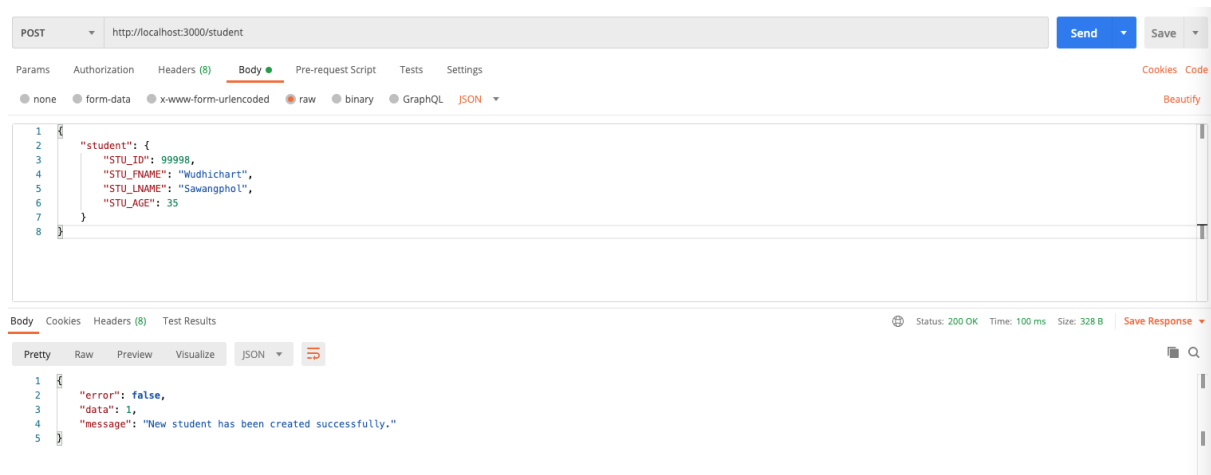 POST http://localhost:3000/student Send Save
Params Authorization Headers (8) Body Pre-request Script Tests Settings Cookies Code
none form-data x-www-form-urlencoded raw binary GraphQL JSON Beautify
1 {
2 "student": {
3 "STU_ID": 99998,
4 "STU_FNAME": "Wudhichart",
5 "STU_LNAME": "Sawangphol",
6 "STU_AGE": 35
7 }
8 }
Body Cookies Headers (8) Test Results Status: 200 OK Time: 100 ms Size: 328 B Save Response
Pretty Raw Preview Visualize JSON
1 {
2 "error": false,
3 "data": 1,
4 "message": "New student has been created successfully."
5 }